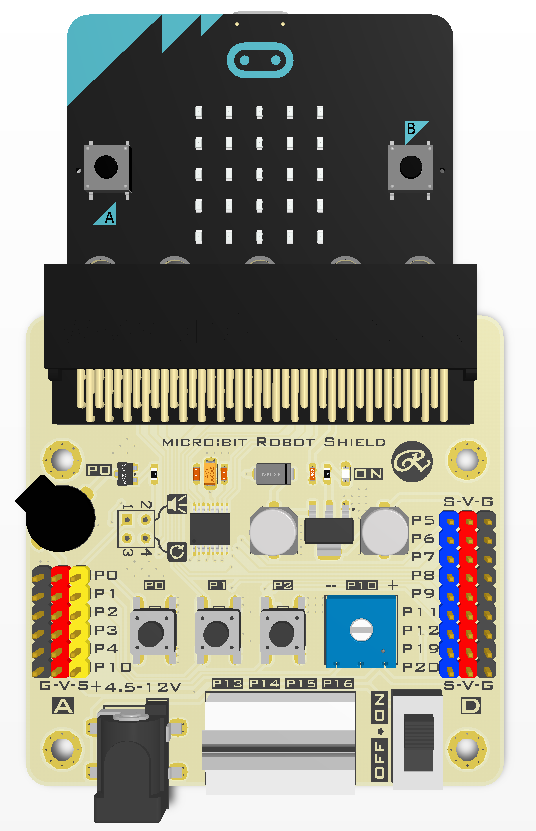 B
A
MICRO:BIT ROBOT SHIELD
P0
ON
1 2
3 4
S-V-G
P5
P6
P7
P0
P8
P1
P9
P2
P11
P3
P12
P4
P19
P10
P20
P0
P1
P2
-- P10 +
G-V-S
+4.5-12V
P13 P14 P15 P16
S-V-G
A
D
OFF ON